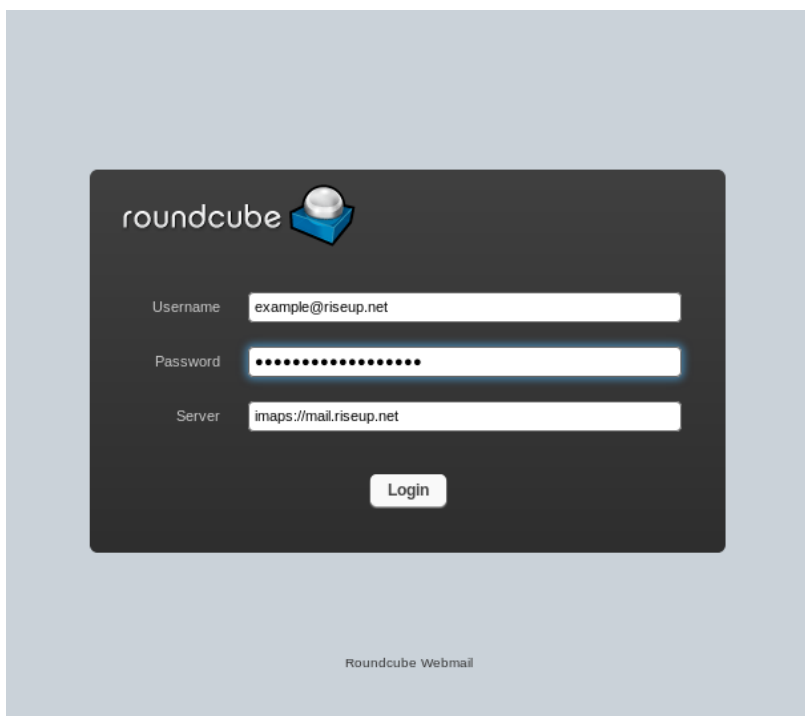 roundcube
Username example@riseup.net
Password ••••••••••••••••••
Server imaps://mail.riseup.net
Login
Roundcube Webmail